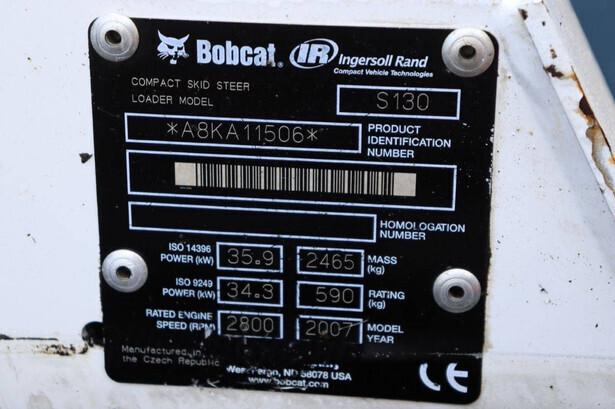 Bobcat® IR Ingersoll Rand
Compact Vehicle Technologies
COMPACT SKID STEER
LOADER MODEL S130
*A8KA11506* PRODUCT IDENTIFICATION NUMBER
HOMOLOGATION NUMBER
ISO 14396 POWER (kW) 35.9 2465 MASS (kg)
ISO 9249 POWER (kW) 34.3 590 RATING (kg)
RATED ENGINE SPEED (RPM) 2800 2007 MODEL YEAR
Manufactured in
the Czech Republic
West Fargo, ND 58078 USA
www.bobcat.com
CE